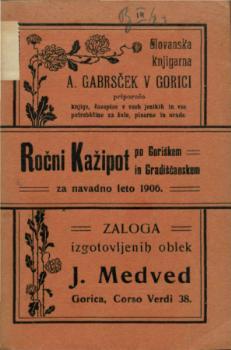 Slovanska
knjigarna
A. GABRSČEK V GORICI
priporoča
knjige, časopise v vseh jezikih in vse
potrebščine za šole, pisarne in urade
Ročni Kažipot po Goriškem
in Gradiščanskem
za navadno leto 1906.
ZALOGA
izgotovljenih oblek
J. Medved
Gorica, Corso Verdi 38.